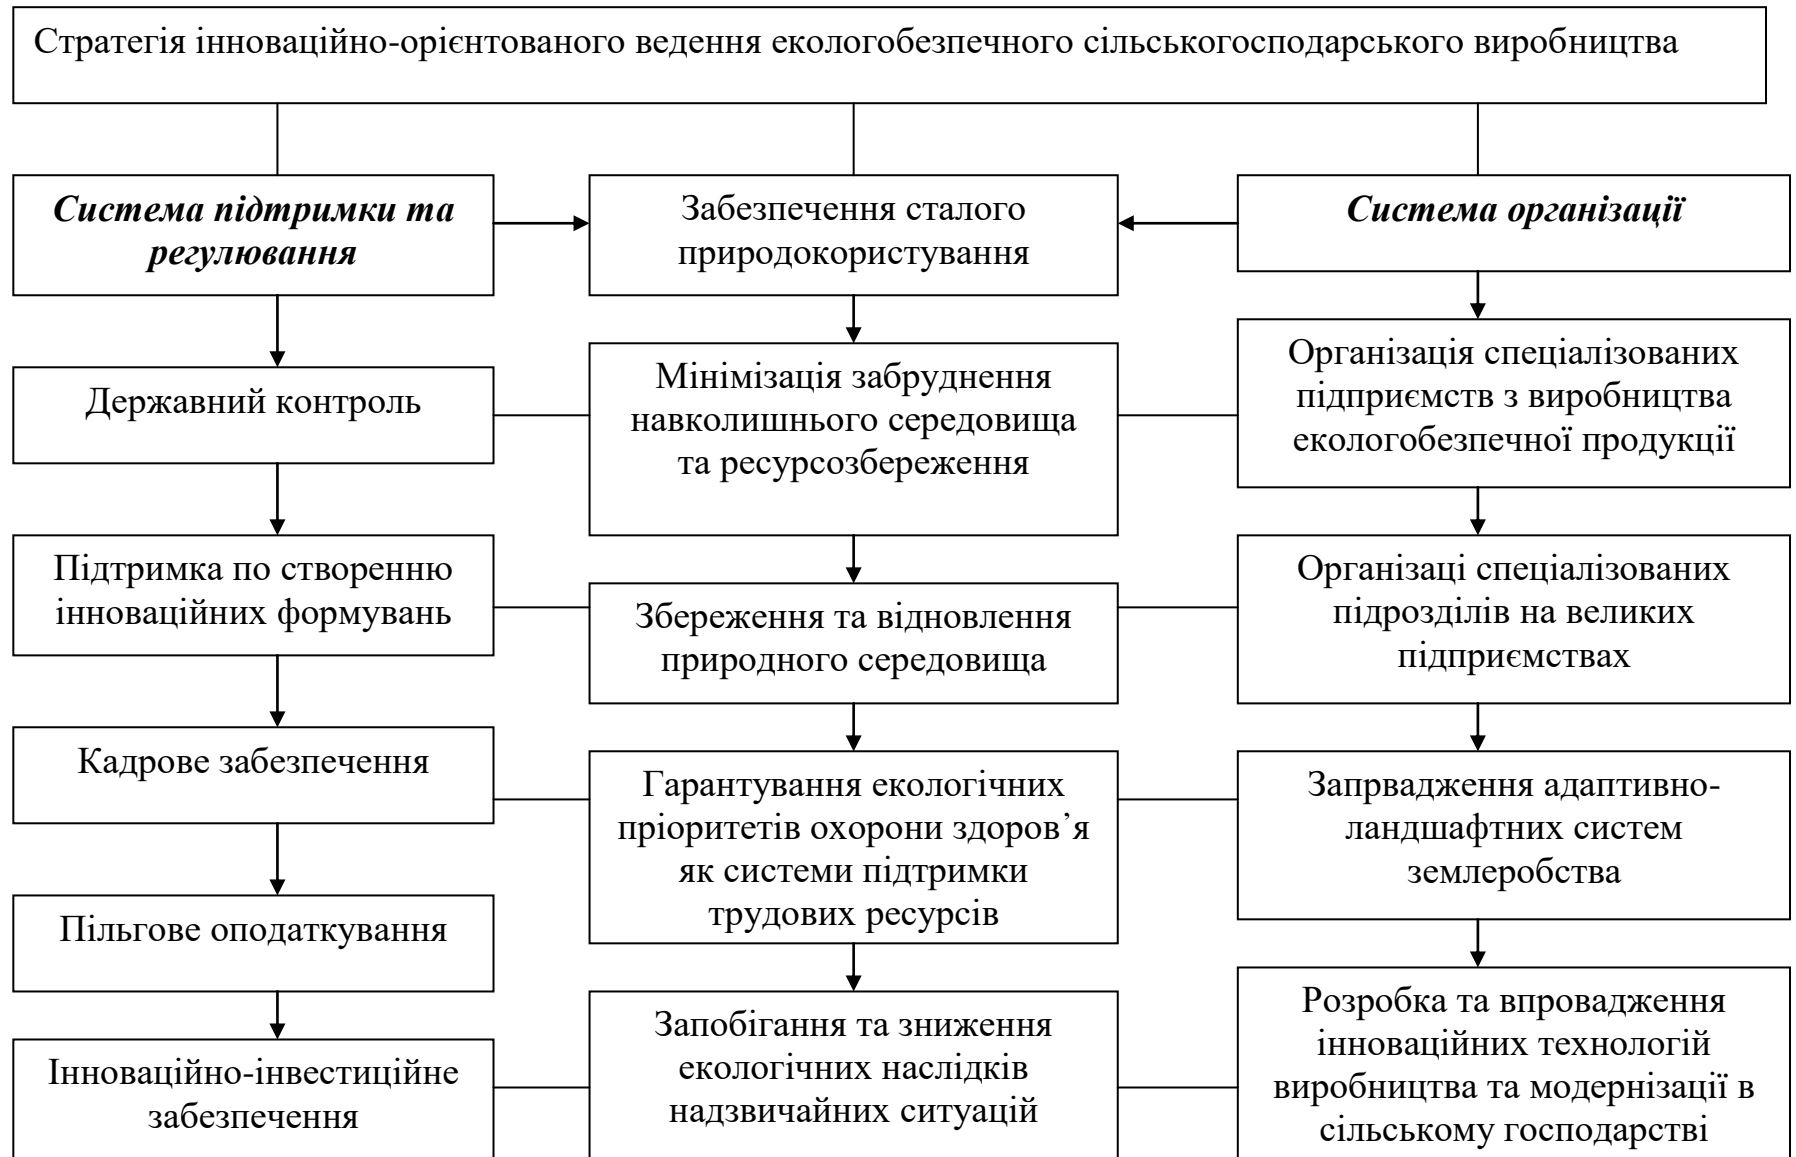 Стратегія інноваційно-орієнтованого ведення екологобезпечного сільськогосподарського виробництва
Система підтримки та
регулювання
Забезпечення сталого
природокористування
Система організації
Державний контроль
Мінімізація забруднення
навколишнього середовища
та ресурсозбереження
Організація спеціалізованих
підприємств з виробництва
екологобезпечної продукції
Підтримка по створенню
інноваційних формувань
Збереження та відновлення
природного середовища
Організаці спеціалізованих
підрозділів на великих
підприємствах
Кадрове забезпечення
Гарантування екологічних
пріоритетів охорони здоров’я
як системи підтримки
трудових ресурсів
Запрвадження адаптивно-
ландшафтних систем
землеробства
Пільгове оподаткування
Інноваційно-інвестиційне
забезпечення
Запобігання та зниження
екологічних наслідків
надзвичайних ситуацій
Розробка та впровадження
інноваційних технологій
виробництва та модернізації в
сільському господарстві